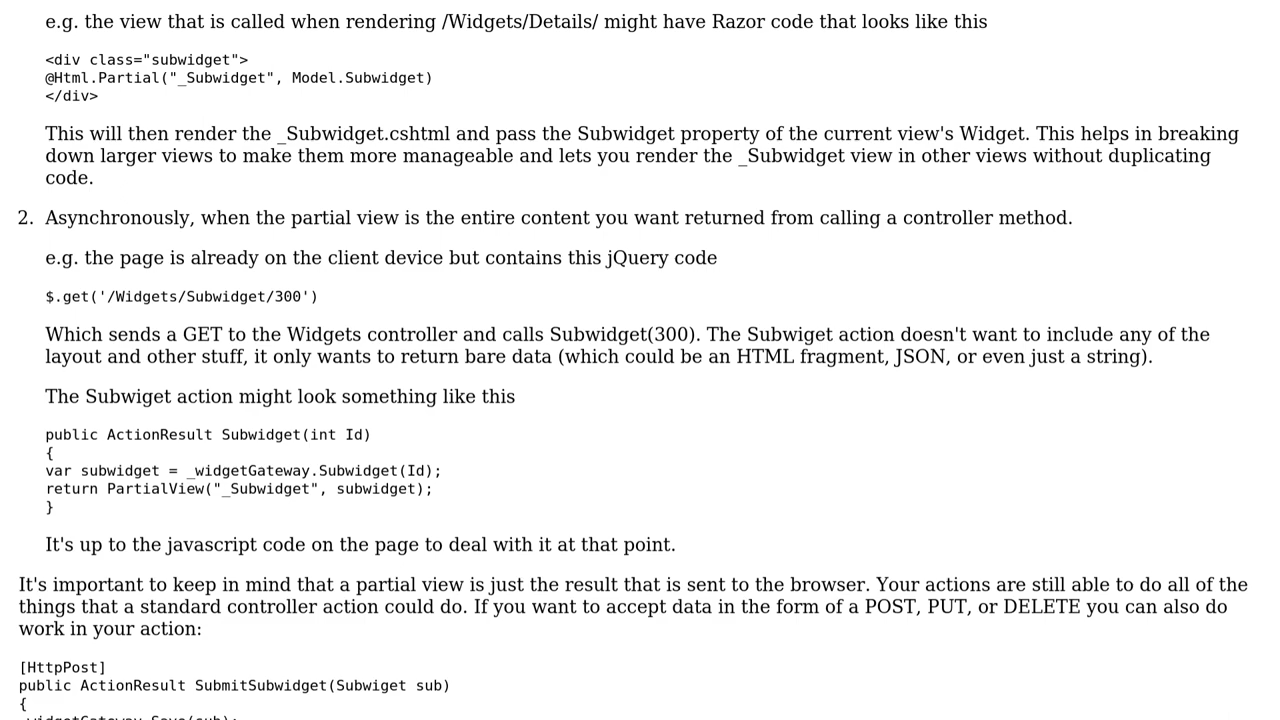 e.g. the view that is called when rendering /Widgets/Details/ might have Razor code that looks like this
<div class="subwidget">
@Html.Partial("_Subwidget", Model.Subwidget)
</div>
This will then render the _Subwidget.cshtml and pass the Subwidget property of the current view's Widget. This helps in breaking
down larger views to make them more manageable and lets you render the _Subwidget view in other views without duplicating
code.
2. Asynchronously, when the partial view is the entire content you want returned from calling a controller method.
e.g. the page is already on the client device but contains this jQuery code
$.get('/Widgets/Subwidget/300')
Which sends a GET to the Widgets controller and calls Subwidget(300). The Subwiget action doesn't want to include any of the
layout and other stuff, it only wants to return bare data (which could be an HTML fragment, JSON, or even just a string).
The Subwiget action might look something like this
public ActionResult Subwidget(int Id)
{
var subwidget = _widgetGateway.Subwidget(Id);
return PartialView("_Subwidget", subwidget);
}
It's up to the javascript code on the page to deal with it at that point.
It's important to keep in mind that a partial view is just the result that is sent to the browser. Your actions are still able to do all of the
things that a standard controller action could do. If you want to accept data in the form of a POST, PUT, or DELETE you can also do
work in your action:
[HttpPost]
public ActionResult SubmitSubwidget(Subwiget sub)
{
_widgetGateway.Save(sub);